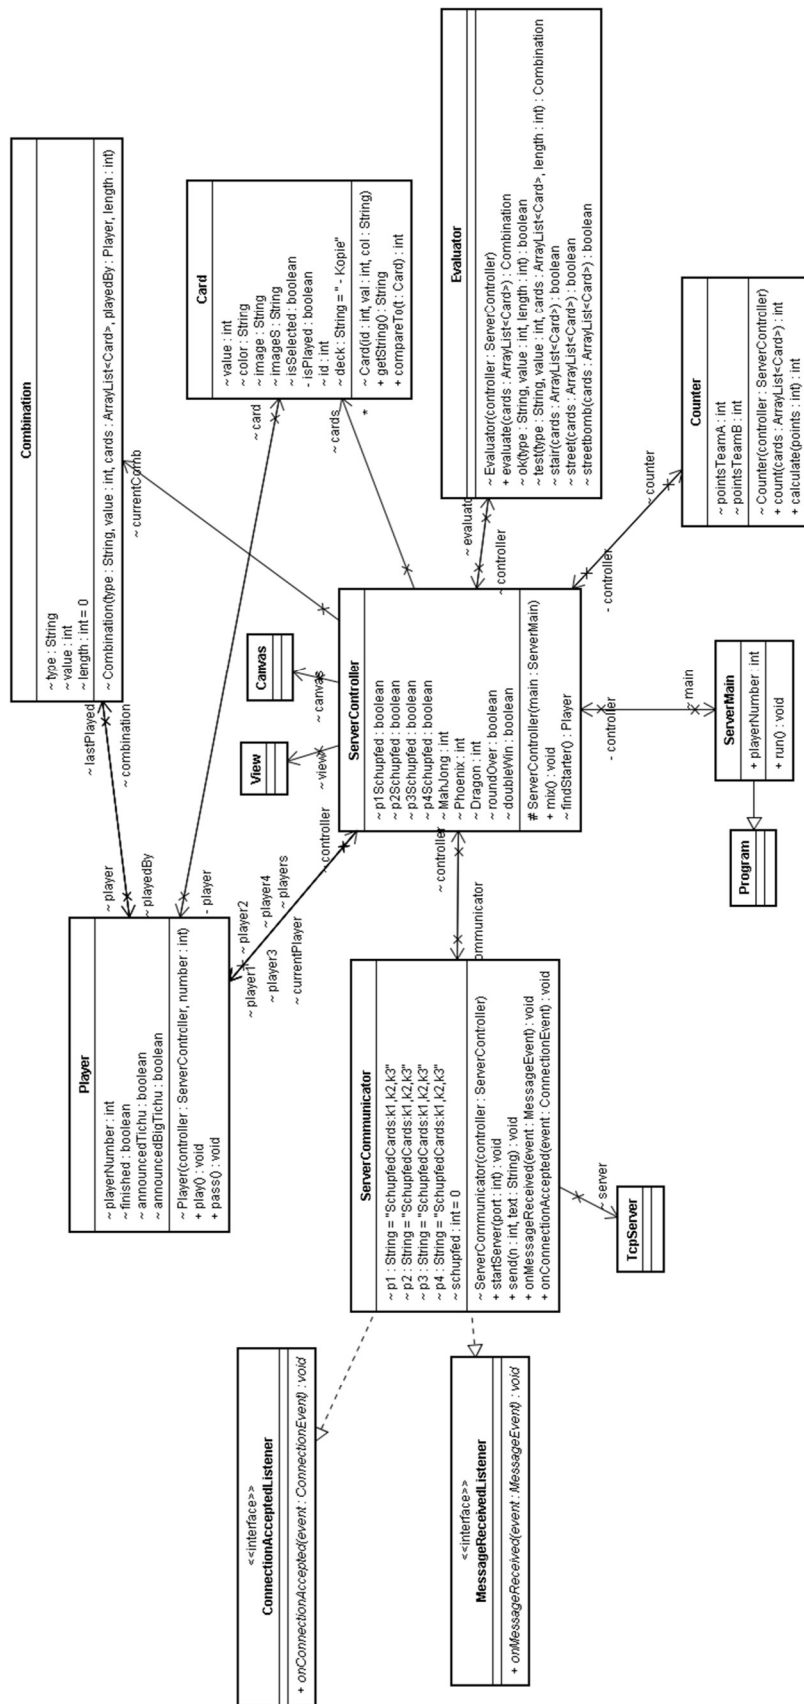 Combination
~ type : String
~ value : int
~ length : int = 0
~ Combination(type : String, value : int, cards : ArrayList<Card>, playedBy : Player, length : int)
Card
~ value : int
~ color : String
~ image : String
~ imageS : String
~ isSelected : boolean
- isPlayed : boolean
~ id : int
~ deck : String = " - Kopie"
~ Card(id : int, val : int, col : String)
+ getString() : String
+ compareTo(t : Card) : int
Evaluator
~ Evaluator(controller : ServerController)
+ evaluate(cards : ArrayList<Card>) : Combination
~ ok(type : String, value : int, length : int) : boolean
~ test(type : String, value : int, cards : ArrayList<Card>, length : int) : Combination
~ stair(cards : ArrayList<Card>) : boolean
~ street(cards : ArrayList<Card>) : boolean
~ streetbomb(cards : ArrayList<Card>) : boolean
Counter
~ pointsTeamA : int
~ pointsTeamB : int
~ Counter(controller : ServerController)
+ count(cards : ArrayList<Card>) : int
+ calculate(points : int) : int
~ lastPlayed
~ combination
~ currentComb
~ card
~ cards
*
~ evaluato
~ controller
~ counter
- controller
Canvas
~ canvas
View
~ view
ServerController
~ p1Schupfed : boolean
~ p2Schupfed : boolean
~ p3Schupfed : boolean
~ p4Schupfed : boolean
~ MahJong : int
~ Phoenix : int
~ Dragon : int
~ roundOver : boolean
~ doubleWin : boolean
# ServerController(main : ServerMain)
+ mix() : void
~ findStarter() : Player
~ main
- controller
ServerMain
+ playerNumber : int
+ run() : void
Program
~ controller
~ controller
ommunicator
~ player
~ playedBy
- player
~ player1
~ player2
~ player3
~ player4
~ players
~ currentPlayer
Player
~ playerNumber : int
~ finished : boolean
~ announcedTichu : boolean
~ announcedBigTichu : boolean
~ Player(controller : ServerController, number : int)
+ play() : void
+ pass() : void
ServerCommunicator
~ p1 : String = "SchupfedCards:k1,k2,k3"
~ p2 : String = "SchupfedCards:k1,k2,k3"
~ p3 : String = "SchupfedCards:k1,k2,k3"
~ p4 : String = "SchupfedCards:k1,k2,k3"
~ schupfed : int = 0
~ ServerCommunicator(controller : ServerController)
+ startServer(port : int) : void
+ send(n : int, text : String) : void
+ onMessageReceived(event : MessageEvent) : void
+ onConnectionAccepted(event : ConnectionEvent) : void
~ server
TcpServer
<<interface>>
ConnectionAcceptedListener
+ onConnectionAccepted(event : ConnectionEvent) : void
<<interface>>
MessageReceivedListener
+ onMessageReceived(event : MessageEvent) : void